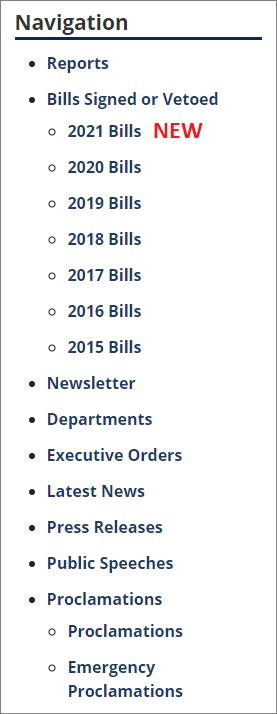 Navigation
Reports
Bills Signed or Vetoed
2021 Bills NEW
2020 Bills
2019 Bills
2018 Bills
2017 Bills
2016 Bills
2015 Bills
Newsletter
Departments
Executive Orders
Latest News
Press Releases
Public Speeches
Proclamations
Proclamations
Emergency
Proclamations